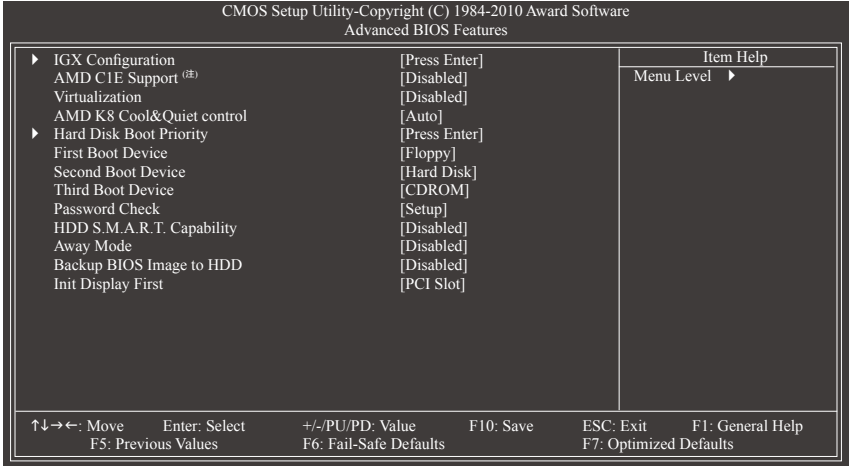 CMOS Setup Utility-Copyright (C) 1984-2010 Award Software
Advanced BIOS Features
▶ IGX Configuration [Press Enter]
AMD C1E Support (注) [Disabled]
Virtualization [Disabled]
AMD K8 Cool&Quiet control [Auto]
▶ Hard Disk Boot Priority [Press Enter]
First Boot Device [Floppy]
Second Boot Device [Hard Disk]
Third Boot Device [CDROM]
Password Check [Setup]
HDD S.M.A.R.T. Capability [Disabled]
Away Mode [Disabled]
Backup BIOS Image to HDD [Disabled]
Init Display First [PCI Slot]
Item Help
Menu Level ▶
↑↓→←: Move Enter: Select +/-/PU/PD: Value F10: Save ESC: Exit F1: General Help
F5: Previous Values F6: Fail-Safe Defaults F7: Optimized Defaults